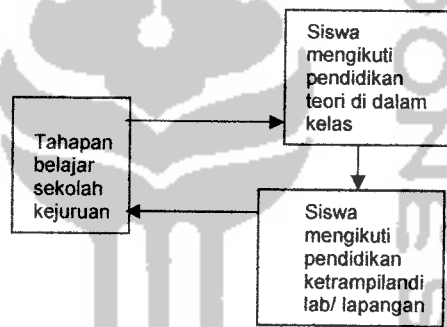 Siswa
mengikuti
pendidikan
teori di dalam
kelas
Tahapan
belajar
sekolah
kejuruan
Siswa
mengikuti
pendidikan
ketrampilandi
lab/ lapangan